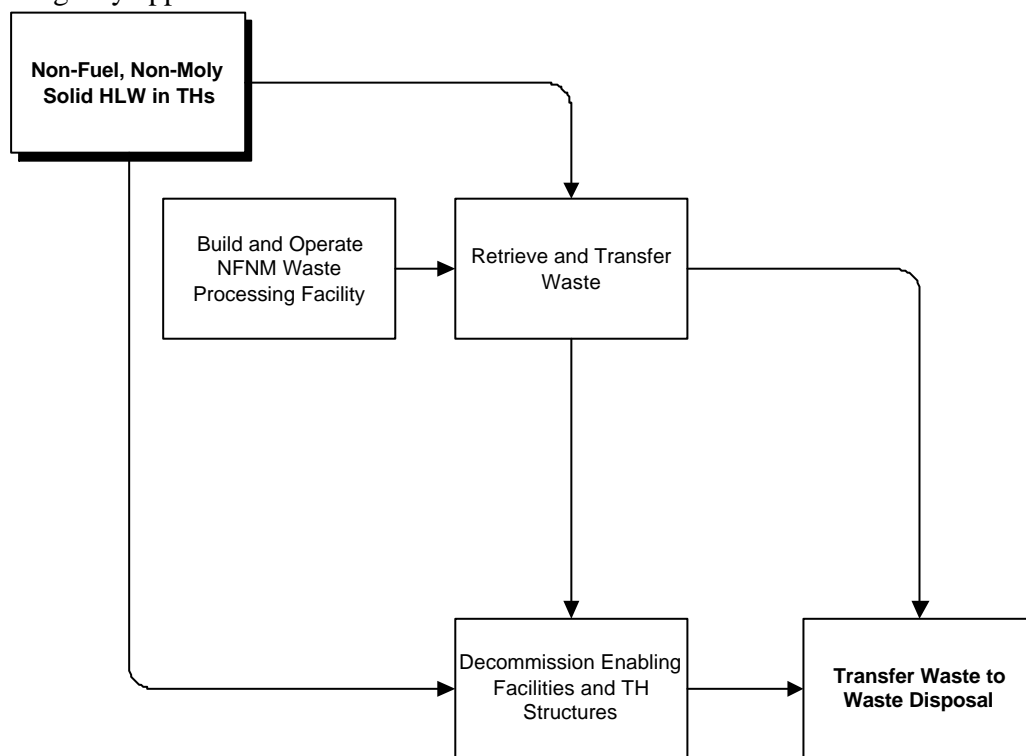 Non-Fuel, Non-Moly
Solid HLW in THs
Build and Operate
NFNM Waste
Processing Facility
Retrieve and Transfer
Waste
Decommission Enabling
Facilities and TH
Structures
Transfer Waste to
Waste Disposal